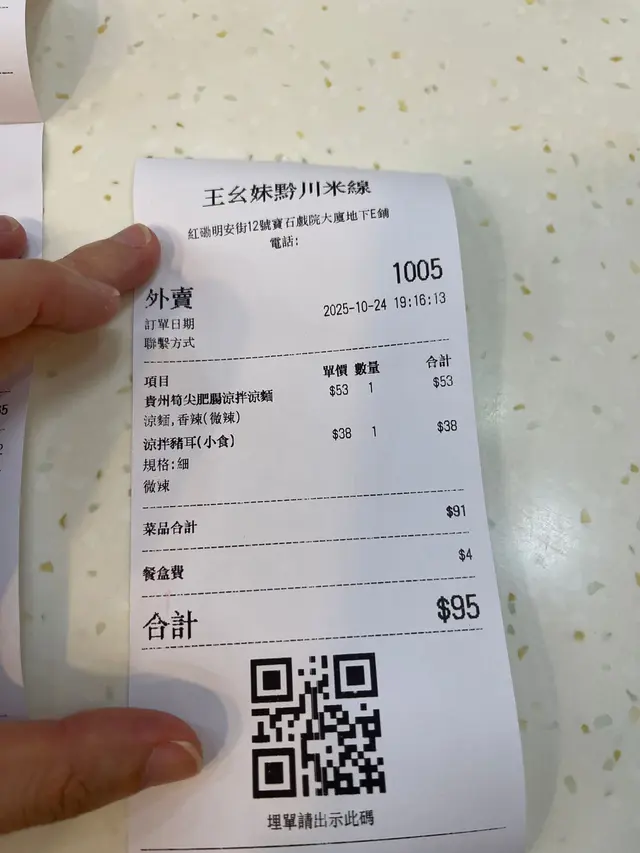 王幺妹黔川米線
紅磡明安街12號寶石戲院大廈地下E鋪
電話:
1005
外賣
訂單日期 2025-10-24 19:16:13
聯繫方式
項目 單價 數量 合計
貴州筍尖肥腸涼拌涼麵 $53 1 $53
涼麵,香辣(微辣)
涼拌豬耳(小食) $38 1 $38
規格:細
微辣
菜品合計 $91
餐盒費 $4
合計 $95
埋單請出示此碼